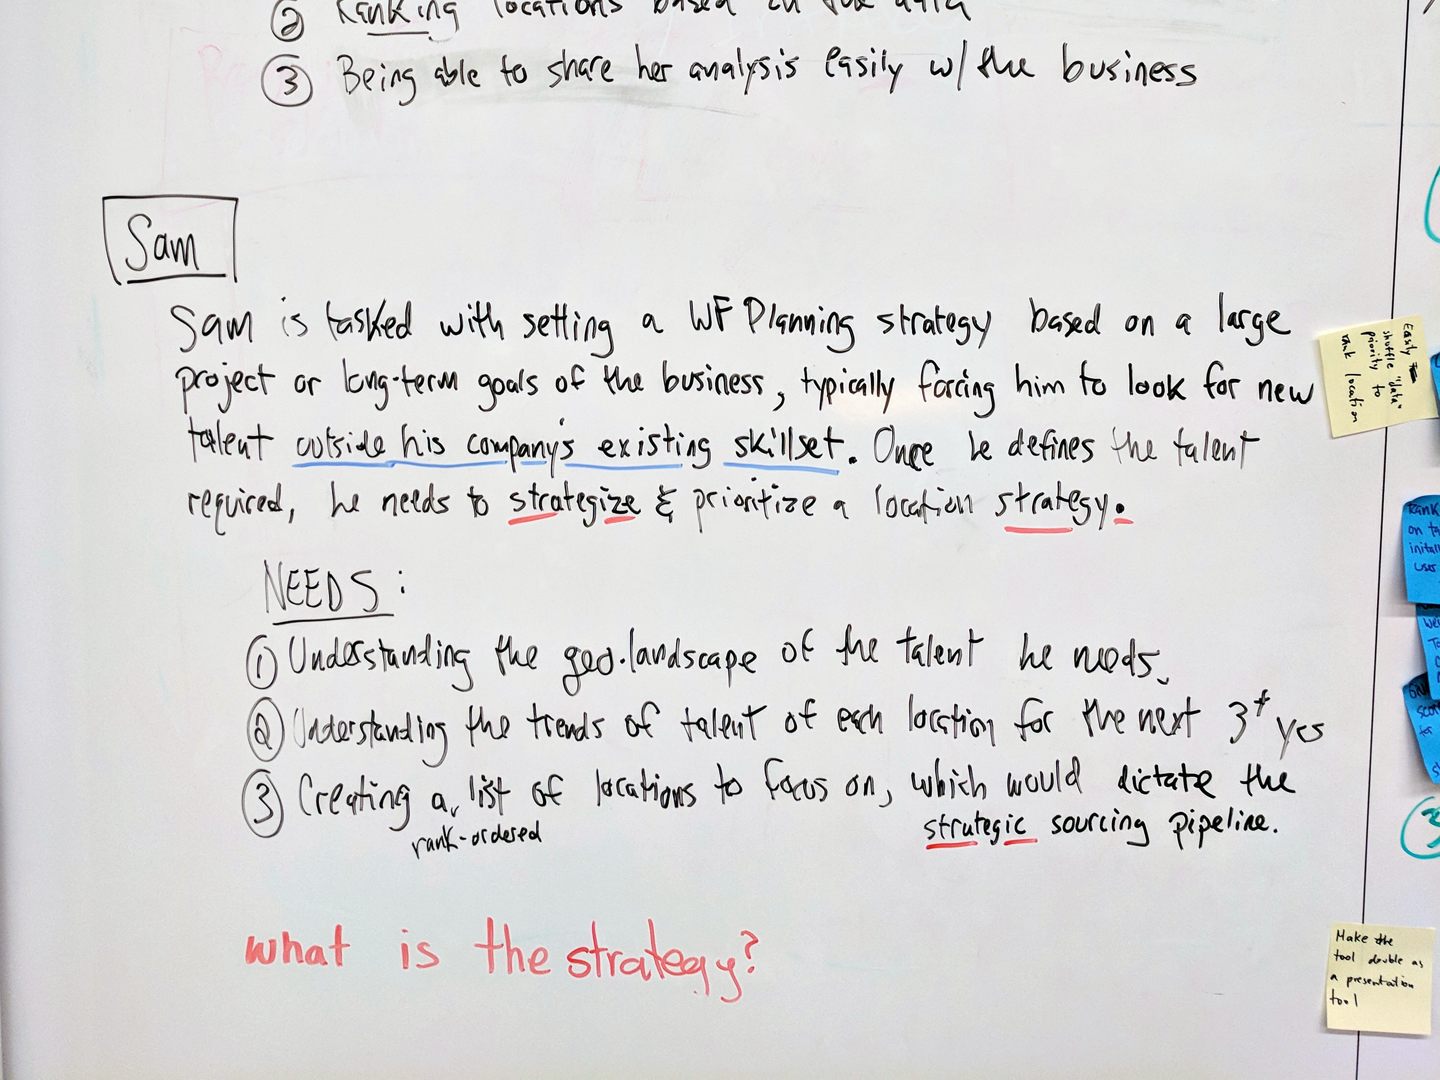 ② Ranking locations based on the data
③ Being able to share her analysis easily w/ the business
Sam
Sam is tasked with setting a WF Planning strategy based on a large
project or long-term goals of the business, typically forcing him to look for new
talent outside his company's existing skillset. Once he defines the talent
required, he needs to strategize & prioritize a location strategy.
NEEDS:
① Understanding the geo.landscape of the talent he needs.
② Understanding the trends of talent of each location for the next 3+ yrs
③ Creating a list of locations to focus on, which would dictate the
rank-ordered
strategic sourcing pipeline.
what is the strategy?
Easily
shuffle "data"
priority to
rank location
Rank
on
user
3
Make the
tool double as
a presentation
tool